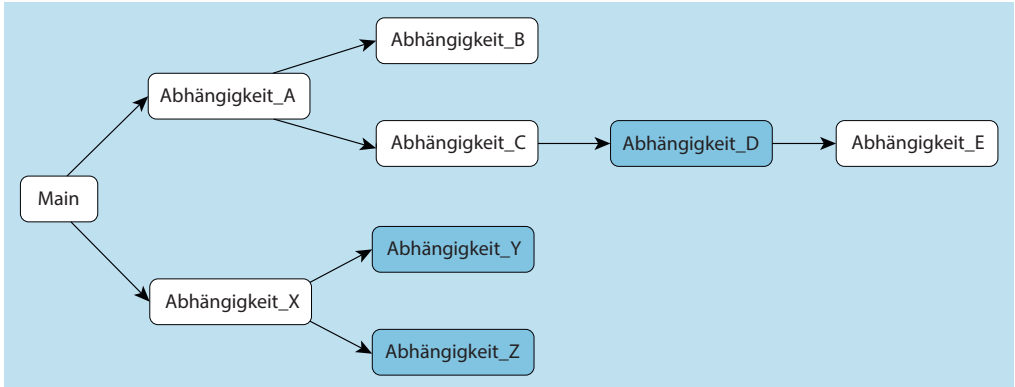 Abhängigkeit_B
Abhängigkeit_A
Abhängigkeit_C
Abhängigkeit_D
Abhängigkeit_E
Main
Abhängigkeit_Y
Abhängigkeit_X
Abhängigkeit_Z